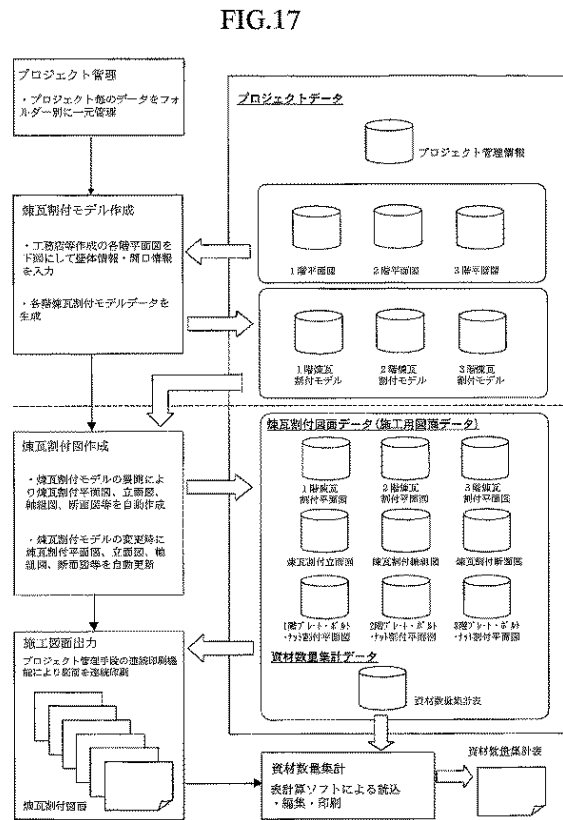 FIG.17
プロジェクト管理
・プロジェクト毎のデータをフォル
ダー別に一元管理
煉瓦割付モデル作成
・工務店等作成の各階平面図を
下図にして壁体情報・開口情報
を入力
・各階煉瓦割付モデルデータを
生成
煉瓦割付図作成
・煉瓦割付モデルの展開によ
り煉瓦割付平面図、立面図、
軸組図、断面図等を自動作成
・煉瓦割付モデルの変更時に
煉瓦割付平面図、立面図、軸
組図、断面図等を自動更新
施工図面出力
プロジェクト管理手段の連続印刷機
能により図面を連続印刷
煉瓦割付図面
プロジェクトデータ
プロジェクト管理情報
1階平面図
2階平面図
3階平面図
1階煉瓦
割付モデル
2階煉瓦
割付モデル
3階煉瓦
割付モデル
煉瓦割付図面データ(施工用図面データ)
1階煉瓦
割付平面図
2階煉瓦
割付平面図
3階煉瓦
割付平面図
煉瓦割付立面図
煉瓦割付軸組図
煉瓦割付断面図
1階プレート・ボルト
・ナット割付平面図
2階プレート・ボルト
・ナット割付平面図
3階プレート・ボルト
・ナット割付平面図
資材数量集計データ
資材数量集計表
資材数量集計
表計算ソフトによる読込
・編集・印刷
資材数量集計表